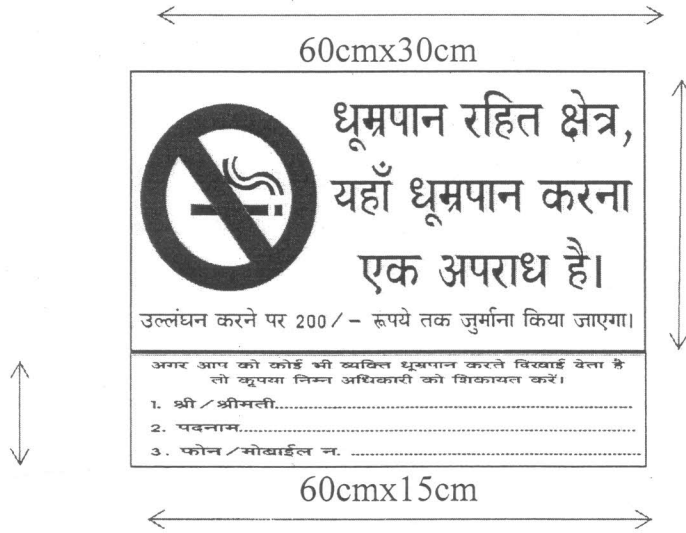 60cmx30cm
धूम्रपान रहित क्षेत्र,
यहाँ धूम्रपान करना
एक अपराध है।
उल्लंघन करने पर 200/- रूपये तक जुर्माना किया जाएगा।
अगर आप को कोई भी व्यक्ति धूम्रपान करते दिखाई देता है
तो कृपया निम्न अधिकारी को शिकायत करें।
1. श्री/श्रीमती..........................................................................
2. पदनाम..................................................................................
3. फोन/मोबाईल न. ............................................................
60cmx15cm